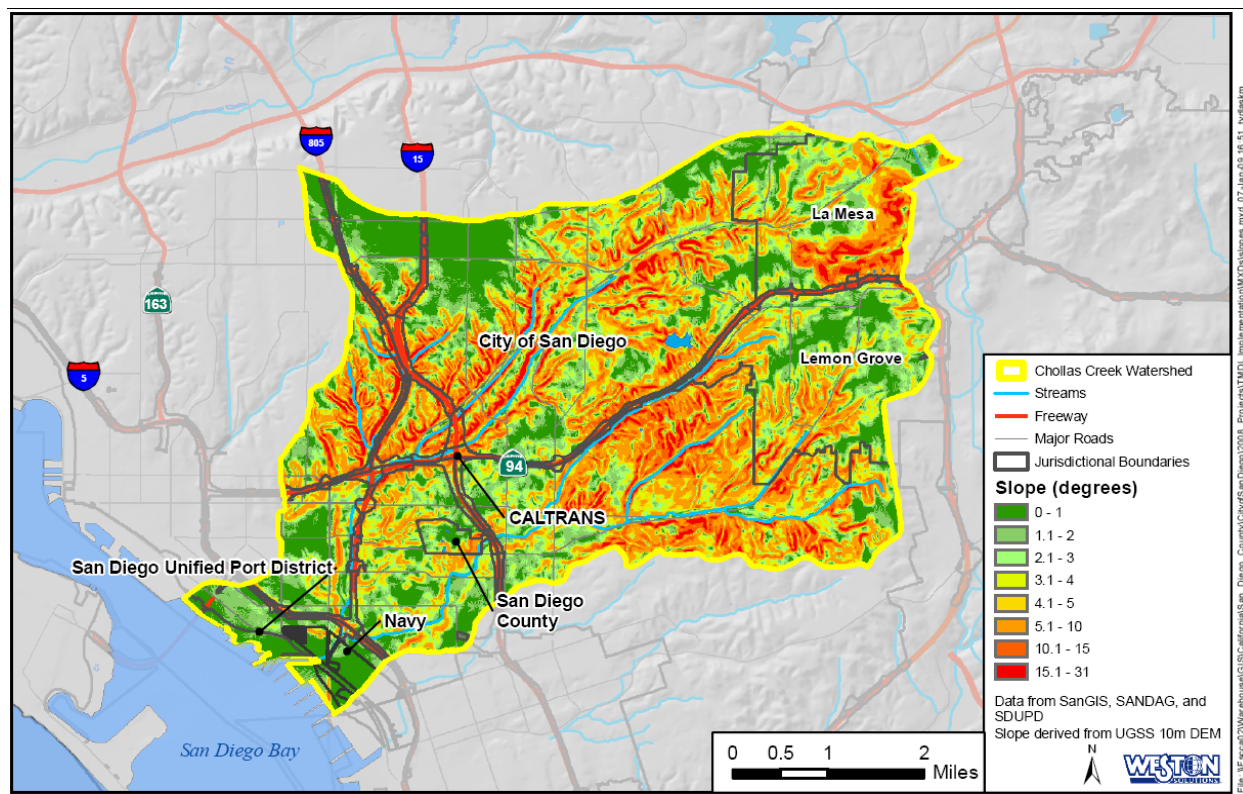 805
15
La Mesa
163
City of San Diego
Lemon Grove
5
94
CALTRANS
San Diego Unified Port District
San Diego
County
Navy
San Diego Bay
Chollas Creek Watershed
Streams
Freeway
Major Roads
Jurisdictional Boundaries
Slope (degrees)
0 - 1
1.1 - 2
2.1 - 3
3.1 - 4
4.1 - 5
5.1 - 10
10.1 - 15
15.1 - 31
Data from SanGIS, SANDAG, and
SDUPD
Slope derived from UGSS 10m DEM
N
WESTON
SOLUTIONS
0 0.5 1 2
Miles